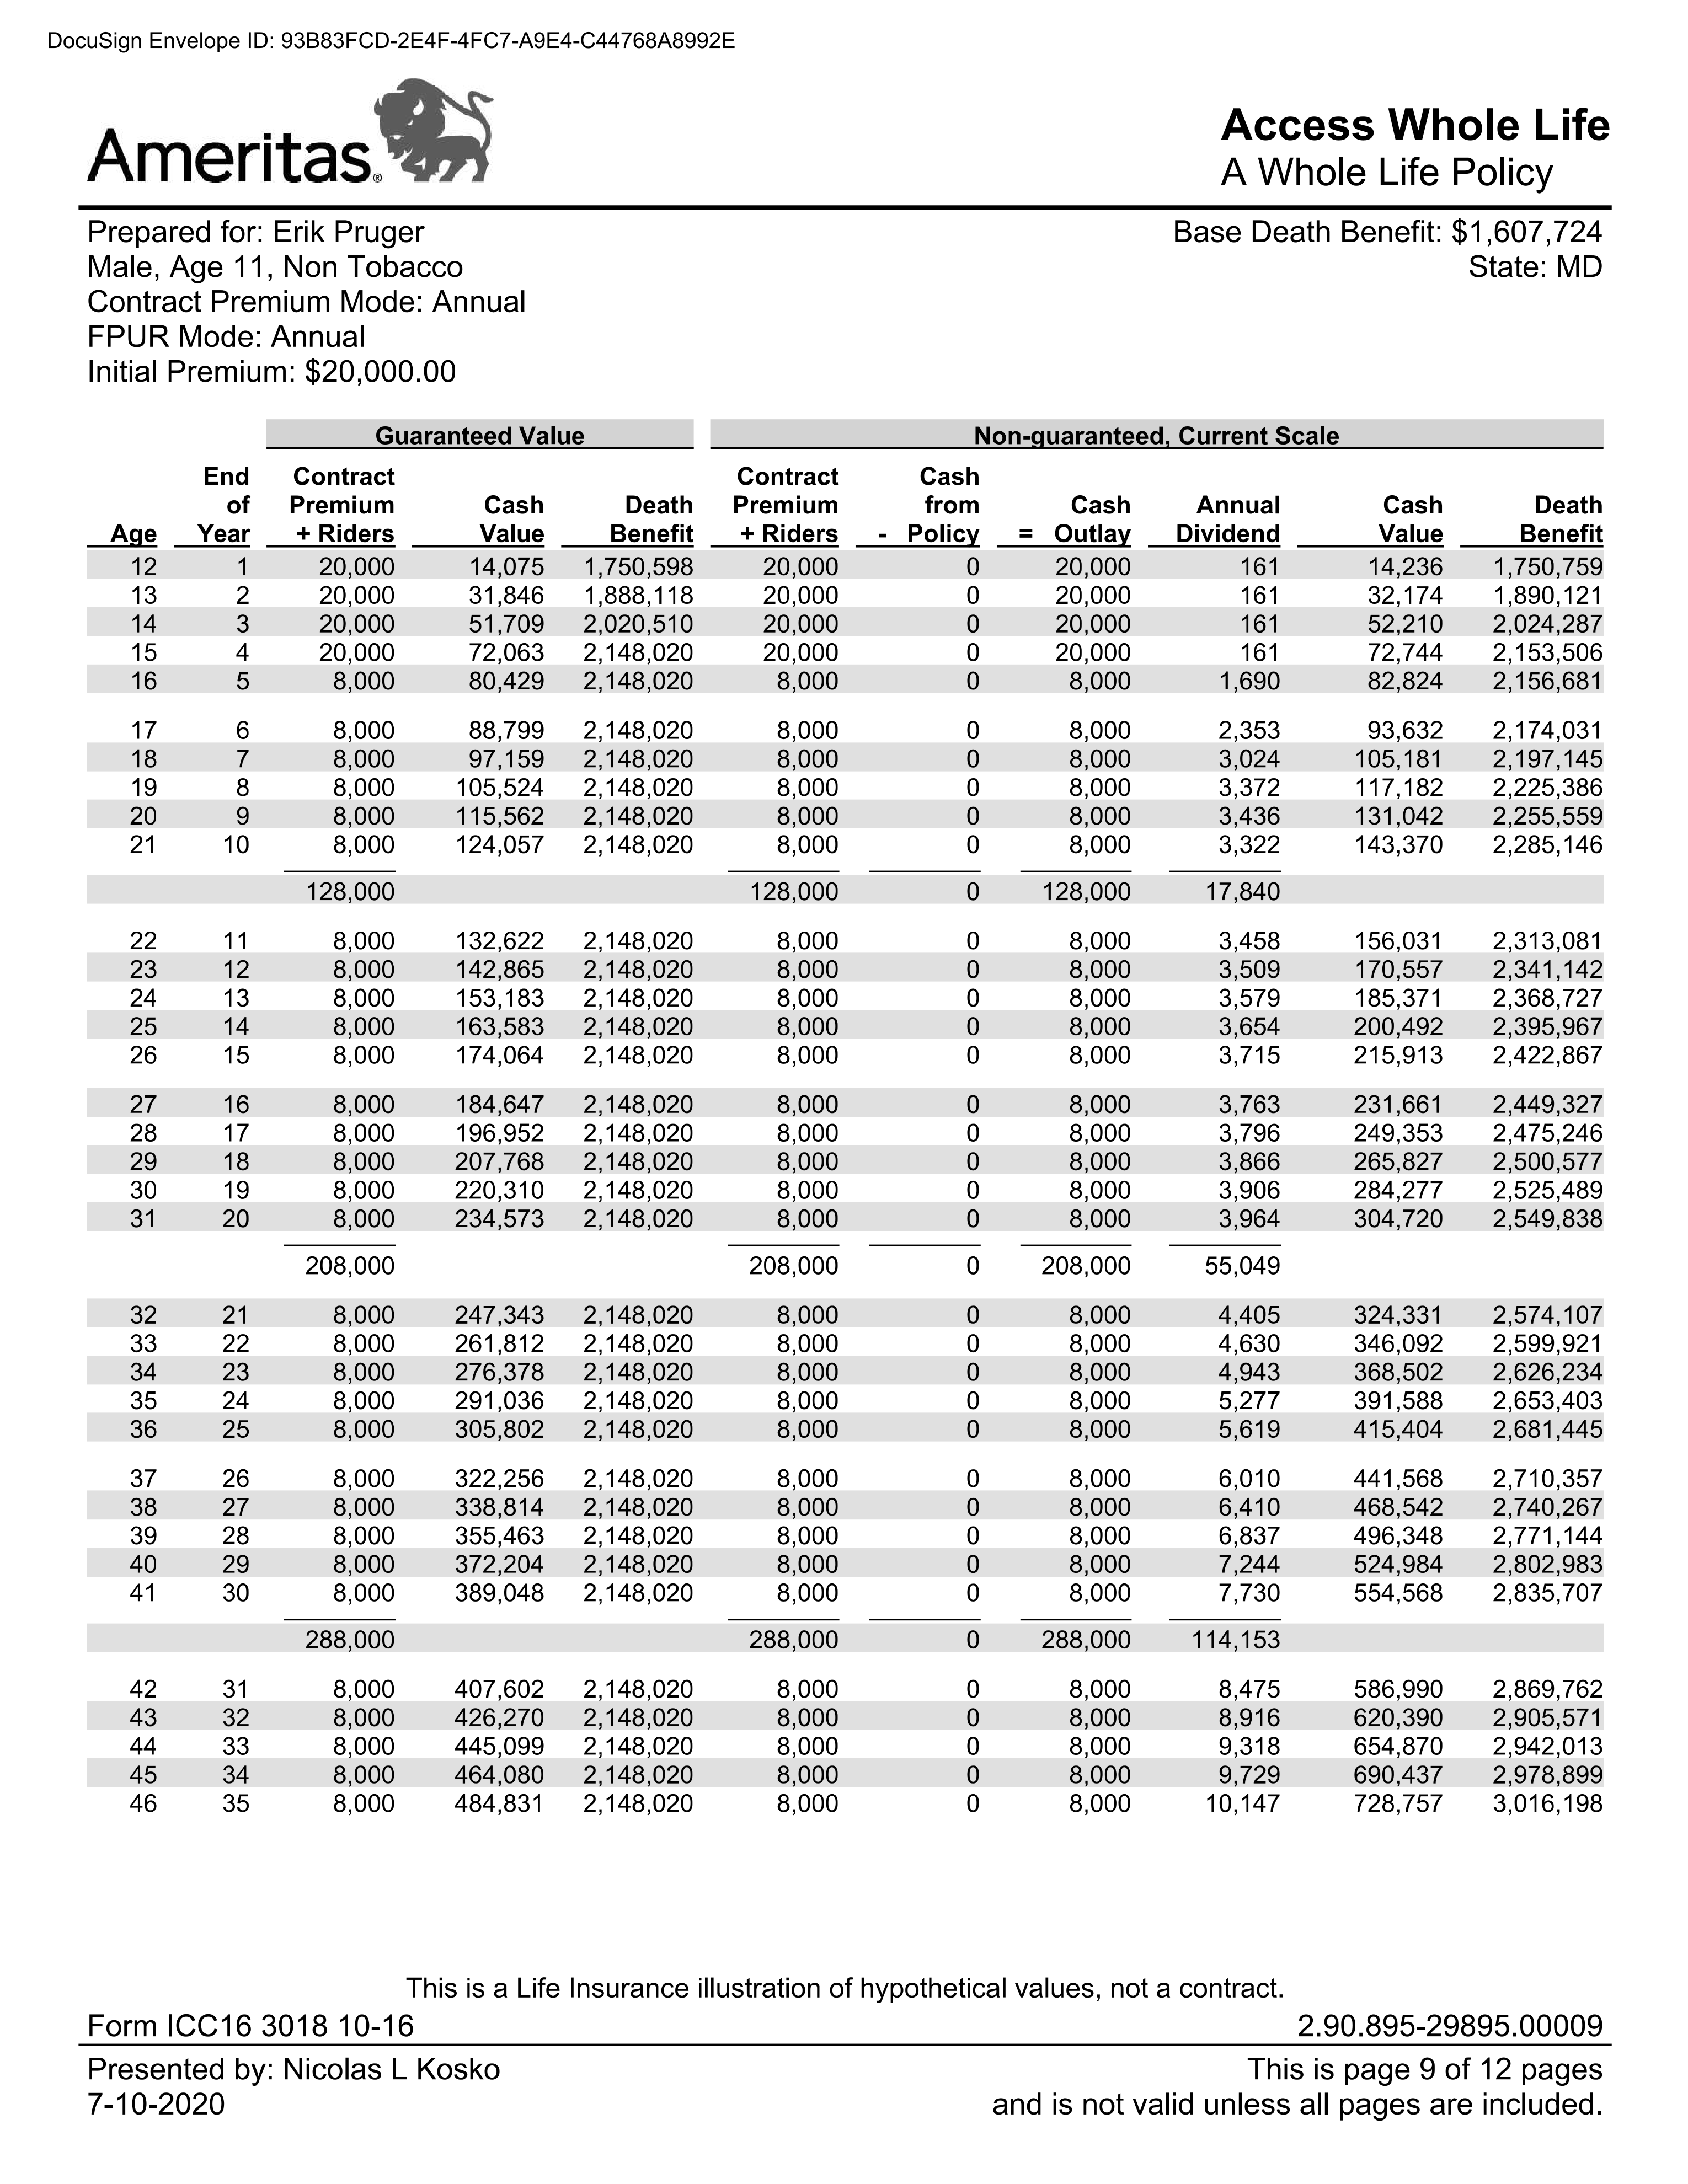 DocuSign Envelope ID: 93B83FCD-2E4F-4FC7-A9E4-C44768A8992E
Ameritas®
Access Whole Life
A Whole Life Policy
Prepared for: Erik Pruger
Male, Age 11, Non Tobacco
Contract Premium Mode: Annual
FPUR Mode: Annual
Initial Premium: $20,000.00
Base Death Benefit: $1,607,724
State: MD
Guaranteed Value Non-guaranteed, Current Scale
End Contract Contract Cash
of Premium Cash Death Premium from Cash Annual Cash Death
Age Year + Riders Value Benefit + Riders - Policy = Outlay Dividend Value Benefit
12 1 20,000 14,075 1,750,598 20,000 0 20,000 161 14,236 1,750,759
13 2 20,000 31,846 1,888,118 20,000 0 20,000 161 32,174 1,890,121
14 3 20,000 51,709 2,020,510 20,000 0 20,000 161 52,210 2,024,287
15 4 20,000 72,063 2,148,020 20,000 0 20,000 161 72,744 2,153,506
16 5 8,000 80,429 2,148,020 8,000 0 8,000 1,690 82,824 2,156,681
17 6 8,000 88,799 2,148,020 8,000 0 8,000 2,353 93,632 2,174,031
18 7 8,000 97,159 2,148,020 8,000 0 8,000 3,024 105,181 2,197,145
19 8 8,000 105,524 2,148,020 8,000 0 8,000 3,372 117,182 2,225,386
20 9 8,000 115,562 2,148,020 8,000 0 8,000 3,436 131,042 2,255,559
21 10 8,000 124,057 2,148,020 8,000 0 8,000 3,322 143,370 2,285,146
128,000 128,000 0 128,000 17,840
22 11 8,000 132,622 2,148,020 8,000 0 8,000 3,458 156,031 2,313,081
23 12 8,000 142,865 2,148,020 8,000 0 8,000 3,509 170,557 2,341,142
24 13 8,000 153,183 2,148,020 8,000 0 8,000 3,579 185,371 2,368,727
25 14 8,000 163,583 2,148,020 8,000 0 8,000 3,654 200,492 2,395,967
26 15 8,000 174,064 2,148,020 8,000 0 8,000 3,715 215,913 2,422,867
27 16 8,000 184,647 2,148,020 8,000 0 8,000 3,763 231,661 2,449,327
28 17 8,000 196,952 2,148,020 8,000 0 8,000 3,796 249,353 2,475,246
29 18 8,000 207,768 2,148,020 8,000 0 8,000 3,866 265,827 2,500,577
30 19 8,000 220,310 2,148,020 8,000 0 8,000 3,906 284,277 2,525,489
31 20 8,000 234,573 2,148,020 8,000 0 8,000 3,964 304,720 2,549,838
208,000 208,000 0 208,000 55,049
32 21 8,000 247,343 2,148,020 8,000 0 8,000 4,405 324,331 2,574,107
33 22 8,000 261,812 2,148,020 8,000 0 8,000 4,630 346,092 2,599,921
34 23 8,000 276,378 2,148,020 8,000 0 8,000 4,943 368,502 2,626,234
35 24 8,000 291,036 2,148,020 8,000 0 8,000 5,277 391,588 2,653,403
36 25 8,000 305,802 2,148,020 8,000 0 8,000 5,619 415,404 2,681,445
37 26 8,000 322,256 2,148,020 8,000 0 8,000 6,010 441,568 2,710,357
38 27 8,000 338,814 2,148,020 8,000 0 8,000 6,410 468,542 2,740,267
39 28 8,000 355,463 2,148,020 8,000 0 8,000 6,837 496,348 2,771,144
40 29 8,000 372,204 2,148,020 8,000 0 8,000 7,244 524,984 2,802,983
41 30 8,000 389,048 2,148,020 8,000 0 8,000 7,730 554,568 2,835,707
288,000 288,000 0 288,000 114,153
42 31 8,000 407,602 2,148,020 8,000 0 8,000 8,475 586,990 2,869,762
43 32 8,000 426,270 2,148,020 8,000 0 8,000 8,916 620,390 2,905,571
44 33 8,000 445,099 2,148,020 8,000 0 8,000 9,318 654,870 2,942,013
45 34 8,000 464,080 2,148,020 8,000 0 8,000 9,729 690,437 2,978,899
46 35 8,000 484,831 2,148,020 8,000 0 8,000 10,147 728,757 3,016,198
This is a Life Insurance illustration of hypothetical values, not a contract.
Form ICC16 3018 10-16 2.90.895-29895.00009
Presented by: Nicolas L Kosko This is page 9 of 12 pages
7-10-2020 and is not valid unless all pages are included.